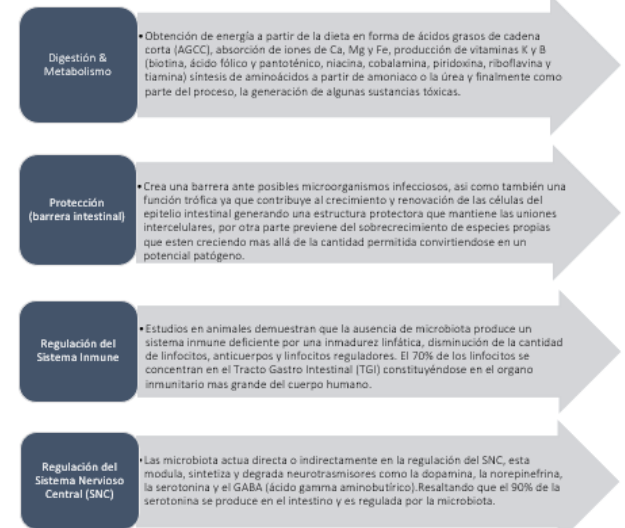 Digestión &
Metabolismo
•Obtención de energía a partir de la dieta en forma de ácidos grasos de cadena
corta (AGCC), absorción de iones de Ca, Mg y Fe, producción de vitaminas K y B
(biotina, ácido fólico y pantoténico, niacina, cobalamina, piridoxina, riboflavina y
tiamina) síntesis de aminoácidos a partir de amoniaco o la úrea y finalmente como
parte del proceso, la generación de algunas sustancias tóxicas.
Protección
(barrera intestinal)
•Crea una barrera ante posibles microorganismos infecciosos, asi como también una
función trófica ya que contribuye al crecimiento y renovación de las células del
epitelio intestinal generando una estructura protectora que mantiene las uniones
intercelulares, por otra parte previene del sobrecrecimiento de especies propias
que esten creciendo mas allá de la cantidad permitida convirtiendose en un
potencial patógeno.
Regulación del
Sistema Inmune
•Estudios en animales demuestran que la ausencia de microbiota produce un
sistema inmune deficiente por una inmadurez linfática, disminución de la cantidad
de linfocitos, anticuerpos y linfocitos reguladores. El 70% de los linfocitos se
concentran en el Tracto Gastro Intestinal (TGI) constituyéndose en el organo
inmunitario mas grande del cuerpo humano.
Regulación del
Sistema Nervioso
Central (SNC)
•Las microbiota actua directa o indirectamente en la regulación del SNC, esta
modula, sintetiza y degrada neurotrasmisores como la dopamina, la norepinefrina,
la serotonina y el GABA (ácido gamma aminobutírico).Resaltando que el 90% de la
serotonina se produce en el intestino y es regulada por la microbiota.